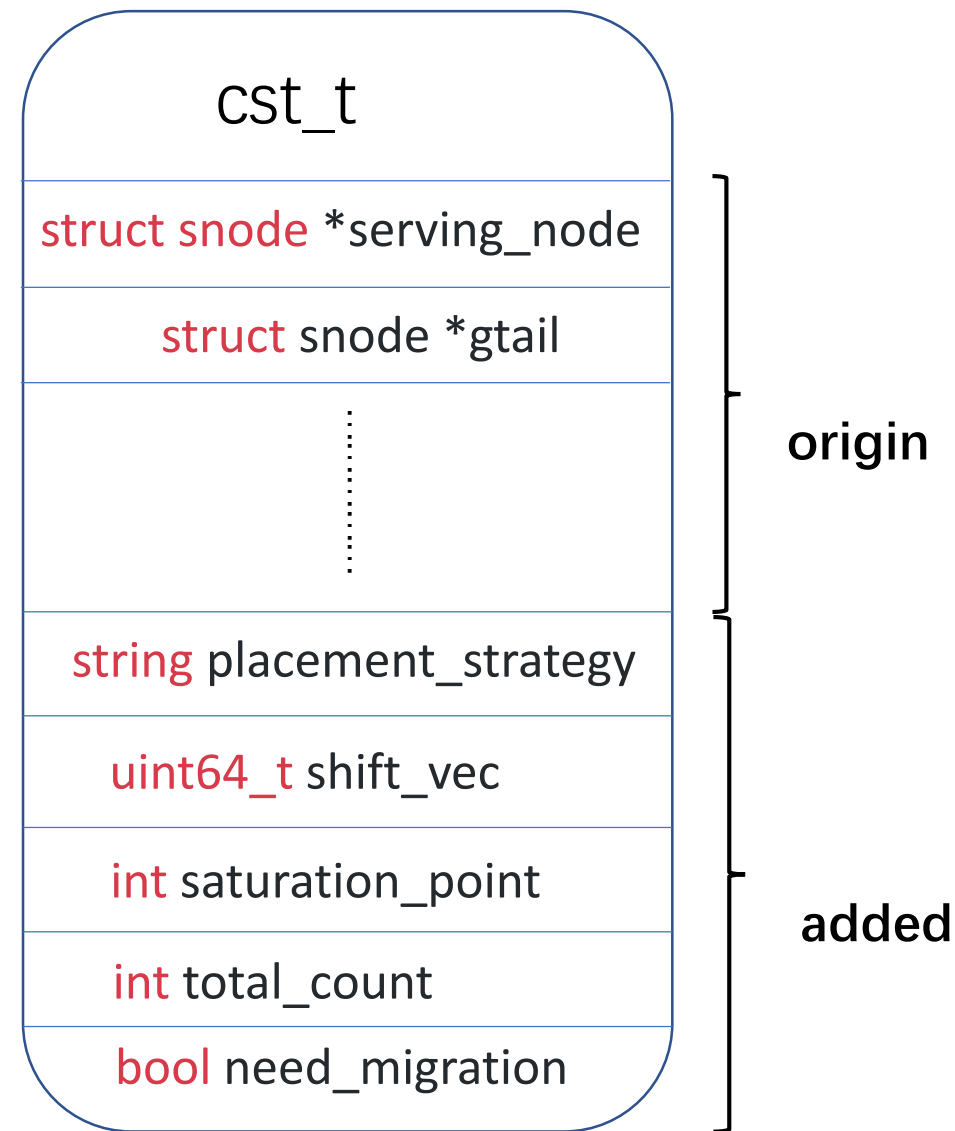 cst_t
struct snode *serving_node
struct snode *gtail
origin
string placement_strategy
uint64_t shift_vec
int saturation_point
added
int total_count
bool need_migration